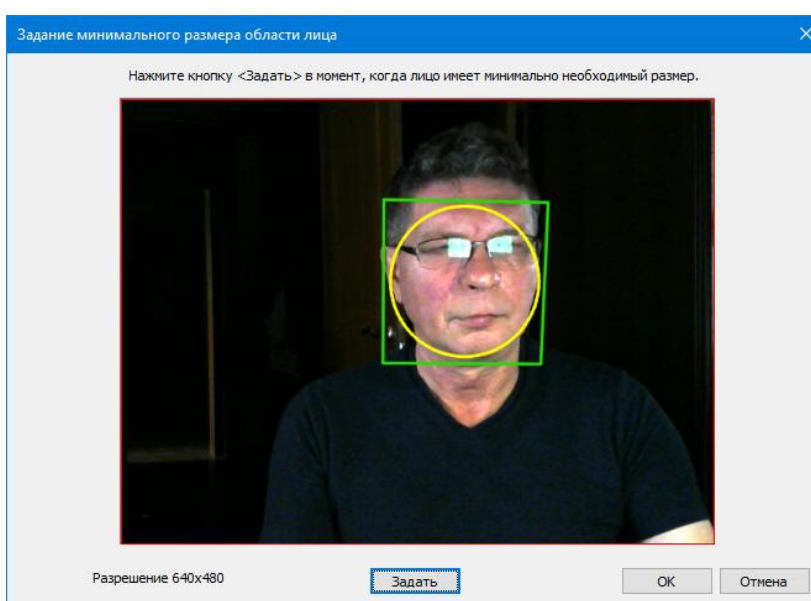 Задание минимального размера области лица
Нажмите кнопку <Задать> в момент, когда лицо имеет минимально необходимый размер.
Разрешение 640x480
Задать
OK
Отмена